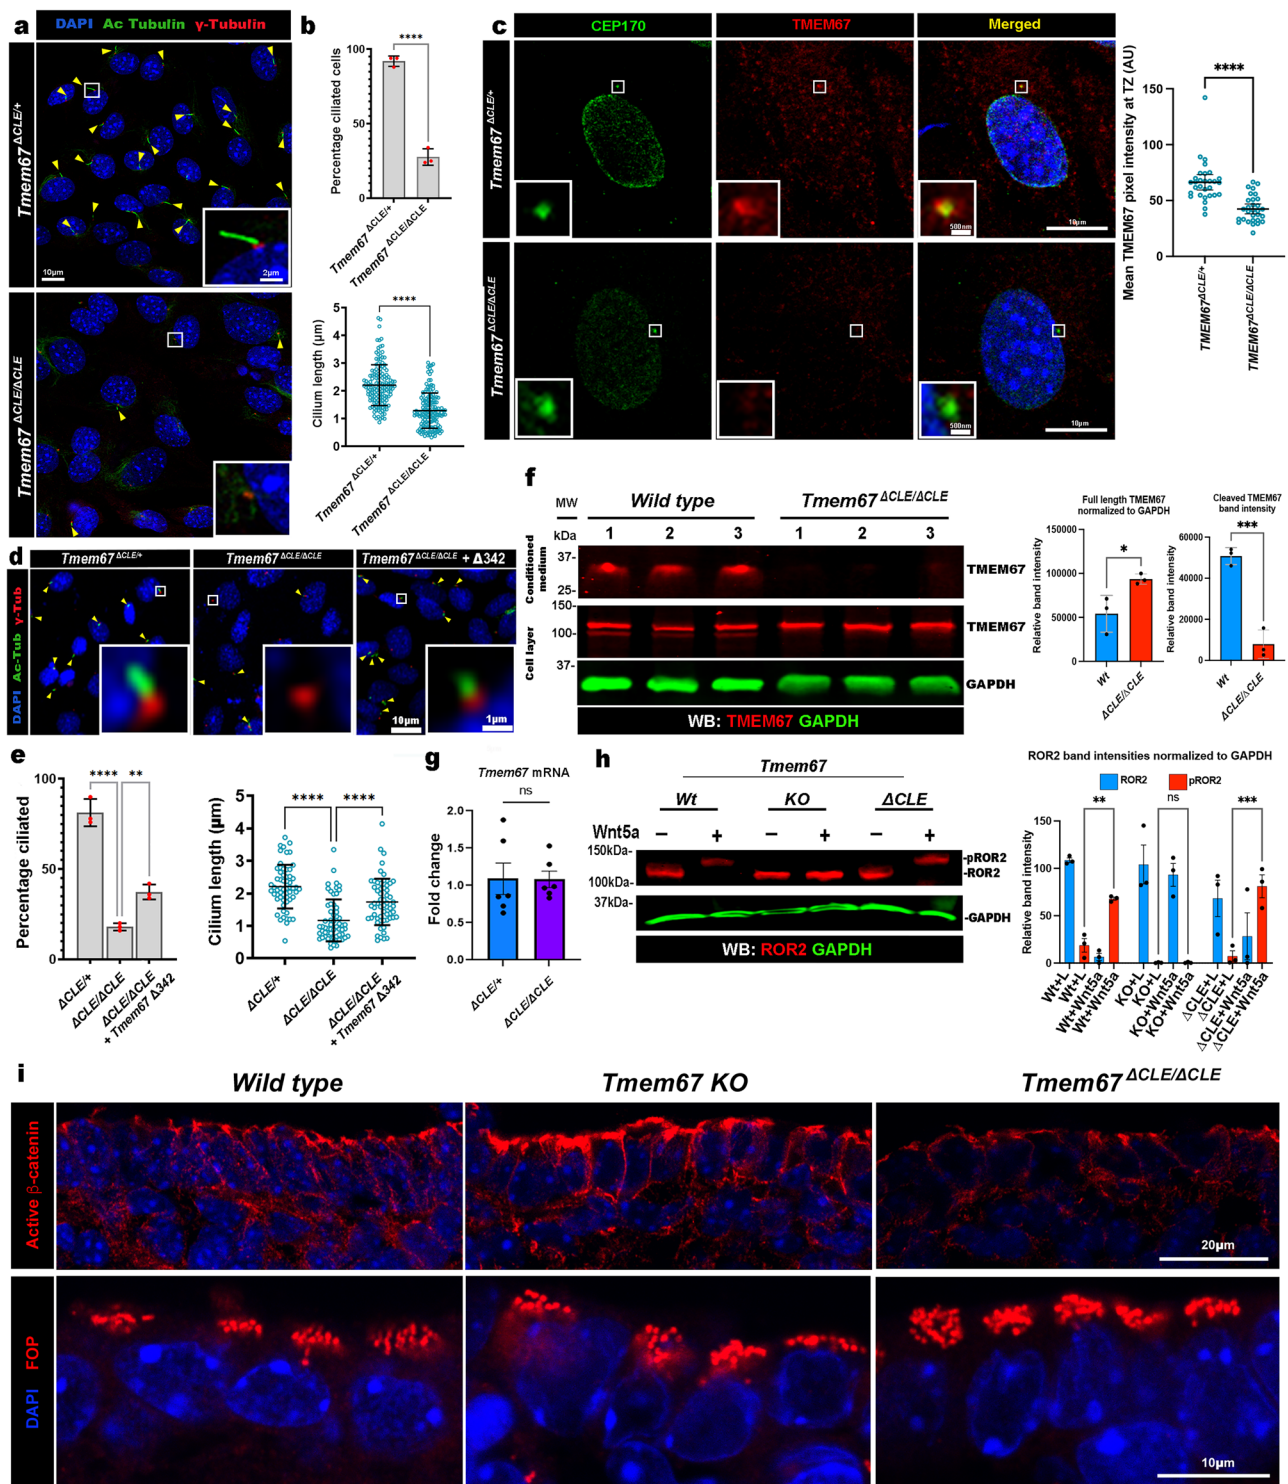 a
DAPI Ac Tubulin γ-Tubulin
Tmem67 ΔCLE/+
10μm
2μm
Tmem67 ΔCLE/ΔCLE
b
****
Percentage ciliated cells
100
50
0
Tmem67 ΔCLE/+
Tmem67 ΔCLE/ΔCLE
****
Cilium length (μm)
5
4
3
2
1
0
Tmem67 ΔCLE/+
Tmem67 ΔCLE/ΔCLE
c
CEP170
TMEM67
Merged
Tmem67 ΔCLE/+
500nm
10μm
Tmem67 ΔCLE/ΔCLE
500nm
10μm
****
Mean TMEM67 pixel intensity at TZ (AU)
150
100
50
0
TMEM67 ΔCLE/+
TMEM67 ΔCLE/ΔCLE
d
Tmem67 ΔCLE/+
Tmem67 ΔCLE/ΔCLE
Tmem67 ΔCLE/ΔCLE + Δ342
DAPI Ac-Tub γ-Tub
10μm
1μm
e
**** **
Percentage ciliated
100
50
0
ΔCLE/+
ΔCLE/ΔCLE
ΔCLE/ΔCLE
+ Tmem67 Δ342
**** ****
Cilium length (μm)
5
4
3
2
1
0
ΔCLE/+
ΔCLE/ΔCLE
ΔCLE/ΔCLE
+ Tmem67 Δ342
f
MW
Wild type
Tmem67 ΔCLE/ΔCLE
kDa
1 2 3 1 2 3
37-
25-
Conditioned
medium
TMEM67
150-
100-
Cell layer
TMEM67
37-
GAPDH
WB: TMEM67 GAPDH
Full length TMEM67
normalized to GAPDH
*
Relative band intensity
150000
100000
50000
0
Wt
ΔCLE/ΔCLE
Cleaved TMEM67
band intensity
***
Relative band intensity
60000
40000
20000
0
Wt
ΔCLE/ΔCLE
g
Tmem67 mRNA
ns
Fold change
2.0
1.5
1.0
0.5
0.0
ΔCLE/+
ΔCLE/ΔCLE
h
Tmem67
Wt KO ΔCLE
Wnt5a − + − + − +
150kDa-
100kDa-
37kDa-
-pROR2
-ROR2
-GAPDH
WB: ROR2 GAPDH
ROR2 band intensities normalized to GAPDH
ROR2 pROR2
** ns ***
Relative band intensity
150
100
50
0
Wt+L
Wt+L
Wt+Wnt5a
Wt+Wnt5a
KO+L
KO+L
KO+Wnt5a
KO+Wnt5a
ΔCLE+L
ΔCLE+L
ΔCLE+Wnt5a
ΔCLE+Wnt5a
i
Wild type
Tmem67 KO
Tmem67 ΔCLE/ΔCLE
Active β-catenin
20μm
DAPI FOP
10μm